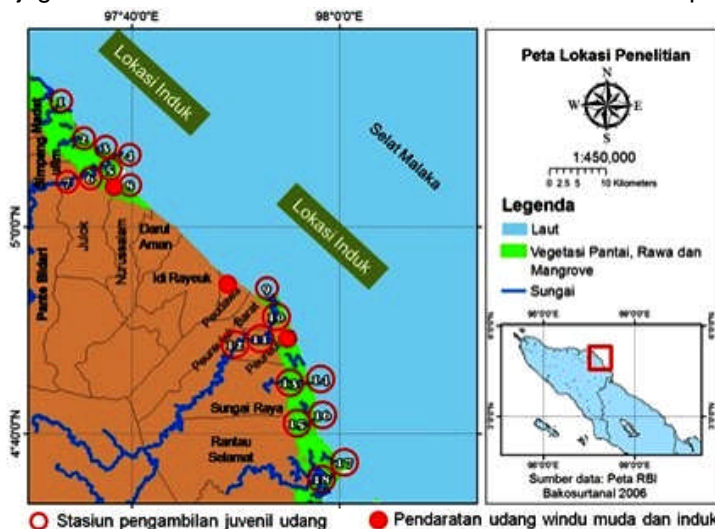 97°40'0"E
98°0'0"E
Lokasi Induk
Selat Malaka
Lokasi Induk
5°0'0"N
4°40'0"N
Simpang Ulim
Madat
Pante Bidari
Julok
Nurussalam
Darul
Aman
Idi Rayeuk
Peudawa
Peureulak Barat
Sungai Raya
Rantau
Selamat
1
2
3
4
5
6
7
8
9
10
11
12
13
14
15
16
17
18
Peta Lokasi Penelitian
N
W
E
S
1:450,000
0 2.5 5
10 Kilometers
Legenda
Laut
Vegetasi Pantai, Rawa dan
Mangrove
Sungai
Sumber data: Peta RBI
Bakosurtanal 2006
Stasiun pengambilan juvenil udang
Pendaratan udang windu muda dan induk